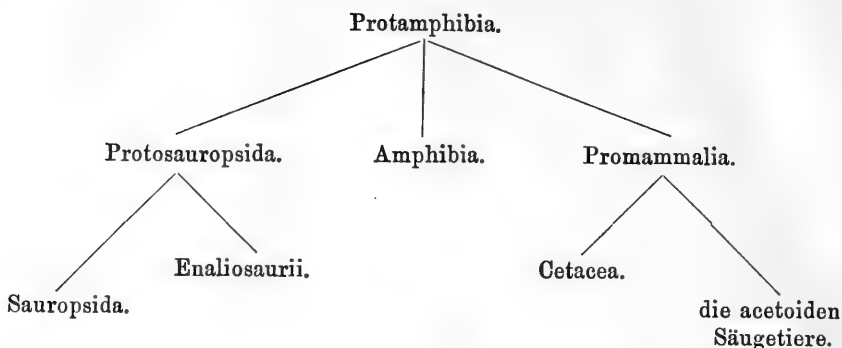 Protamphibia.
Protosauropsida. Amphibia. Promammalia.
Enaliosaurii. Cetacea.
Sauropsida. die acetoiden
Säugetiere.